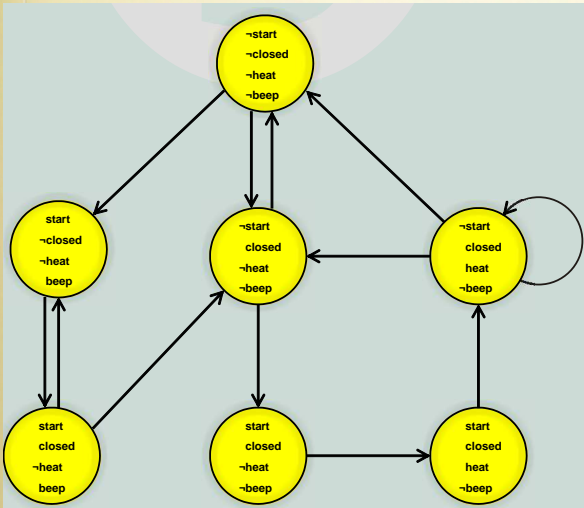 ¬start
¬closed
¬heat
¬beep
start
¬closed
¬heat
beep
¬start
closed
¬heat
¬beep
¬start
closed
heat
¬beep
start
closed
¬heat
beep
start
closed
¬heat
¬beep
start
closed
heat
¬beep